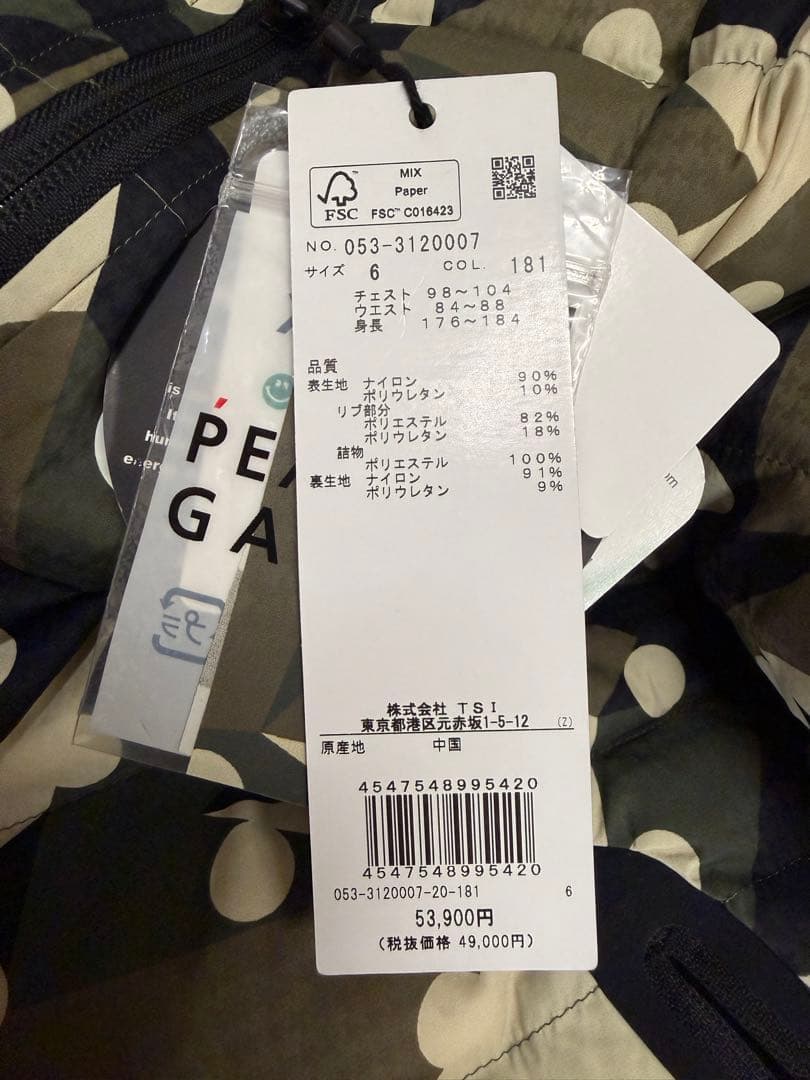 MIX
Paper
FSC™ C016423
FSC
NO. 053-3120007
サイズ 6 COL. 181
チェスト 98～104
ウエスト 84～88
身長 176～184
品質
表生地 ナイロン 90%
ポリウレタン 10%
リブ部分
ポリエステル 82%
ポリウレタン 18%
詰物
ポリエステル 100%
裏生地 ナイロン 91%
ポリウレタン 9%
株式会社 TSI
東京都港区元赤坂1-5-12 (Z)
原産地 中国
4547548995420
4547548995420
053-3120007-20-181 6
53,900円
(税抜価格 49,000円)
PE
GA
プラ
is